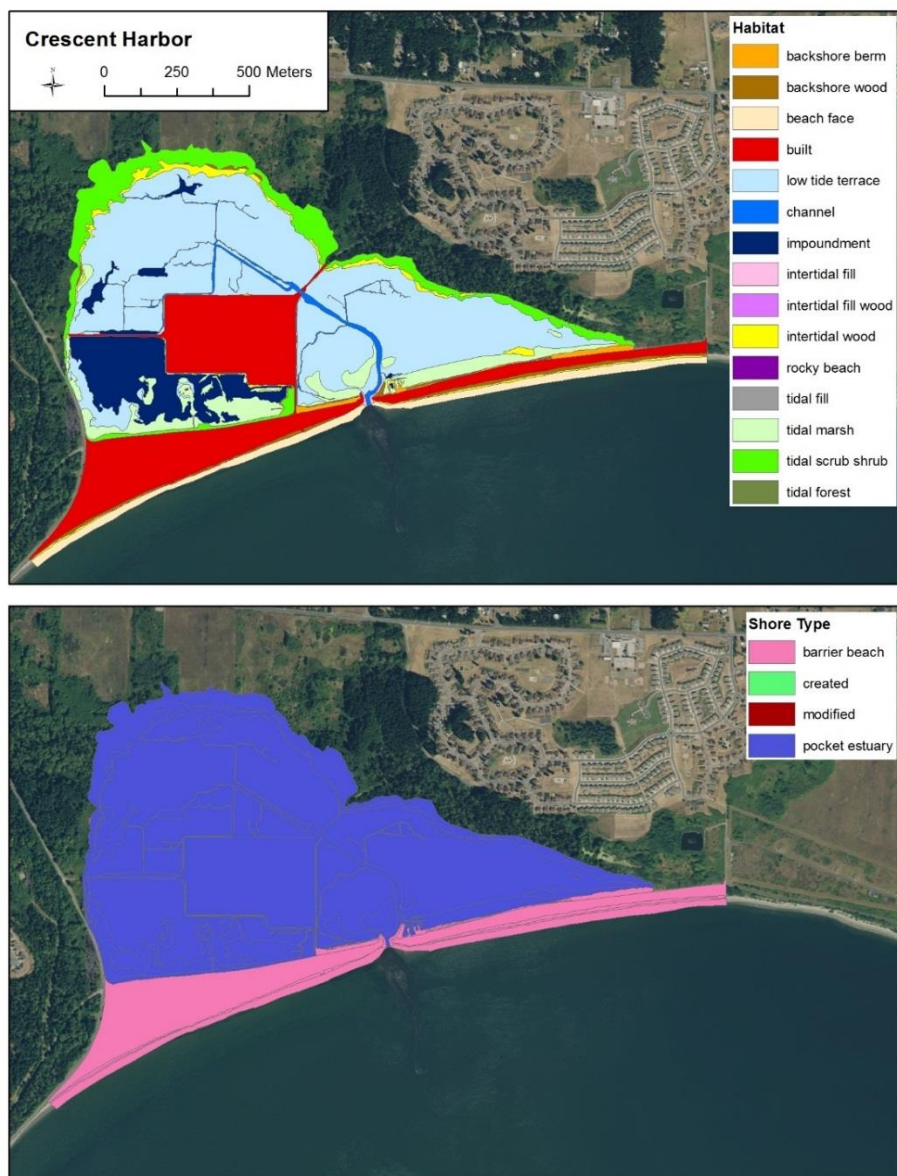 Crescent Harbor
N
0 250 500 Meters
Habitat
backshore berm
backshore wood
beach face
built
low tide terrace
channel
impoundment
intertidal fill
intertidal fill wood
intertidal wood
rocky beach
tidal fill
tidal marsh
tidal scrub shrub
tidal forest
Shore Type
barrier beach
created
modified
pocket estuary